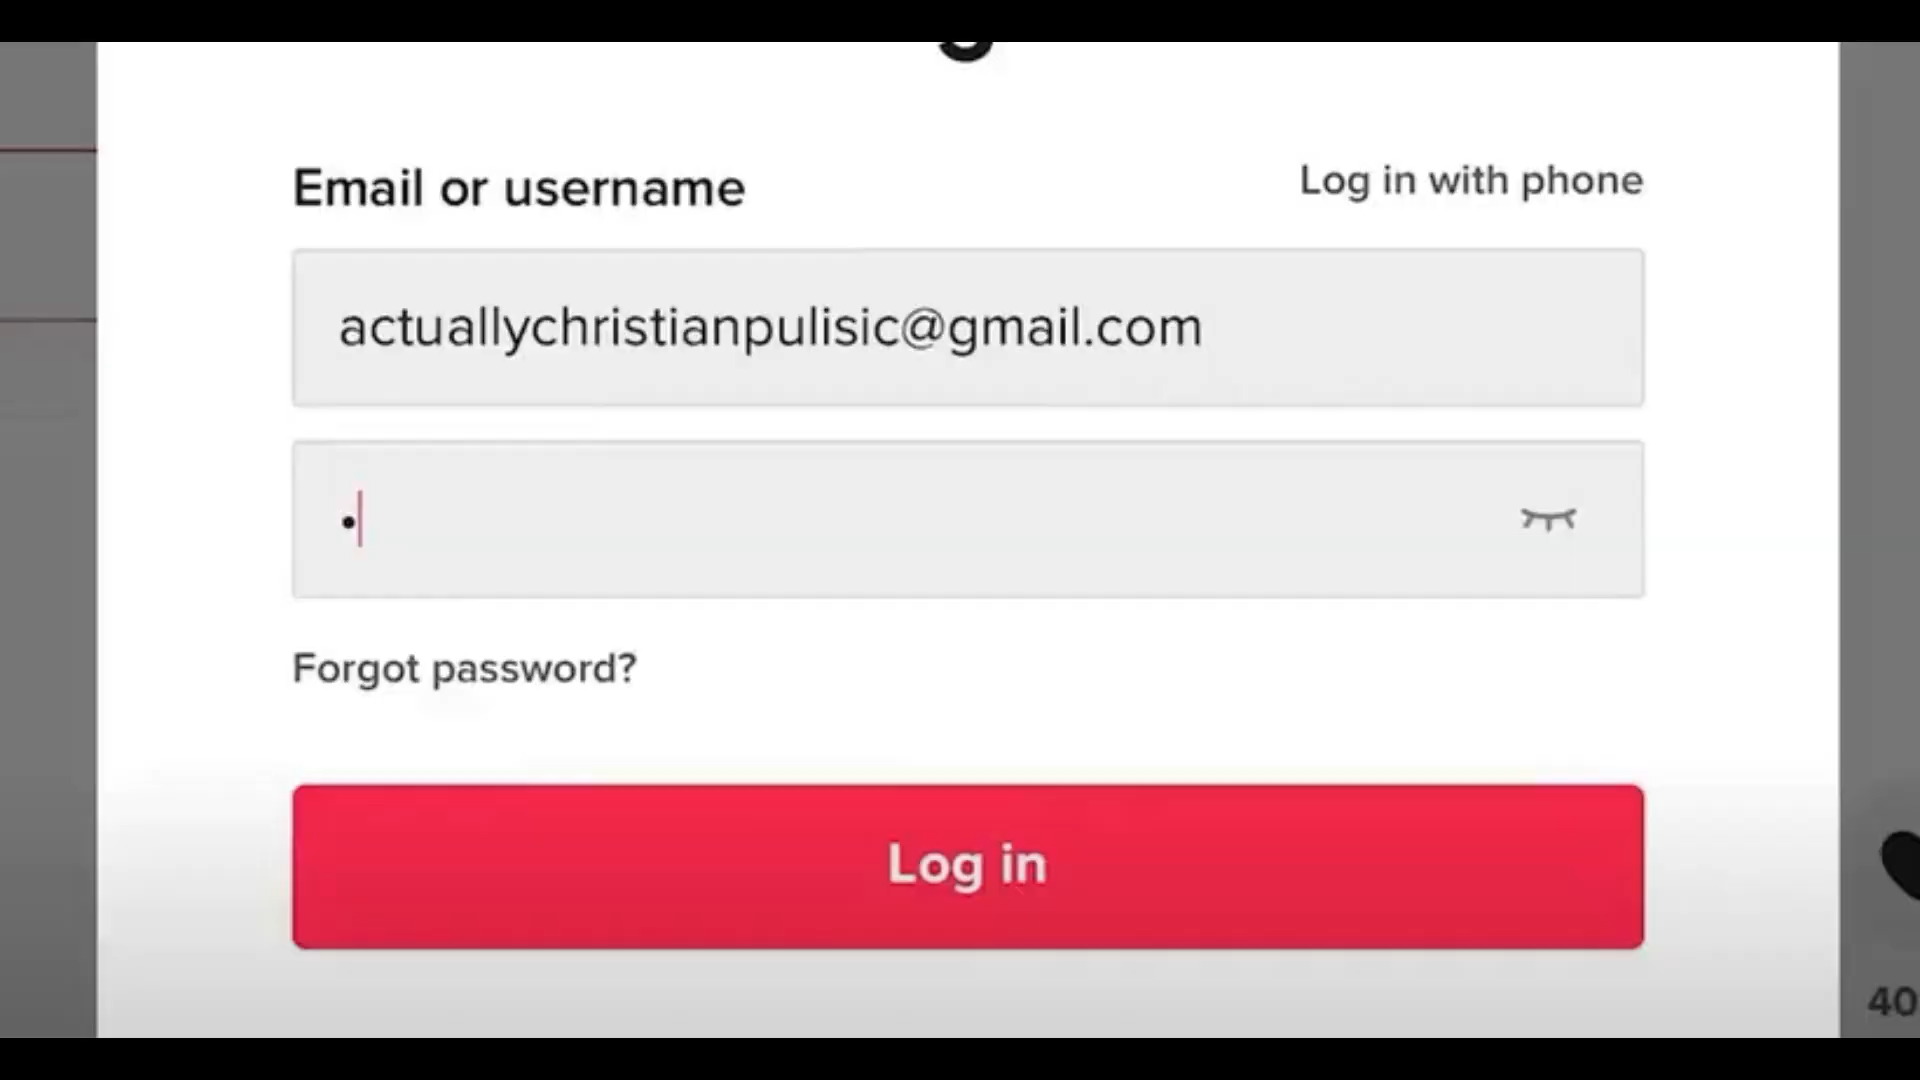 Email or username
Log in with phone
actuallychristianpulisic@gmail.com
Forgot password?
Log in
40